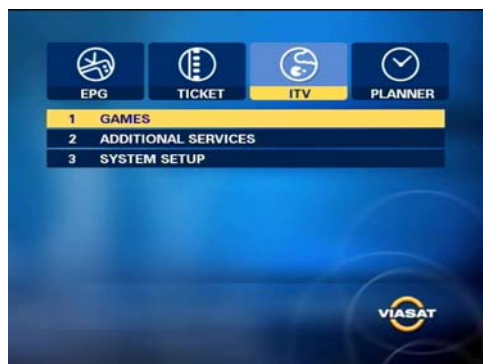 EPG TICKET ITV PLANNER
1 GAMES
2 ADDITIONAL SERVICES
3 SYSTEM SETUP
VIASAT